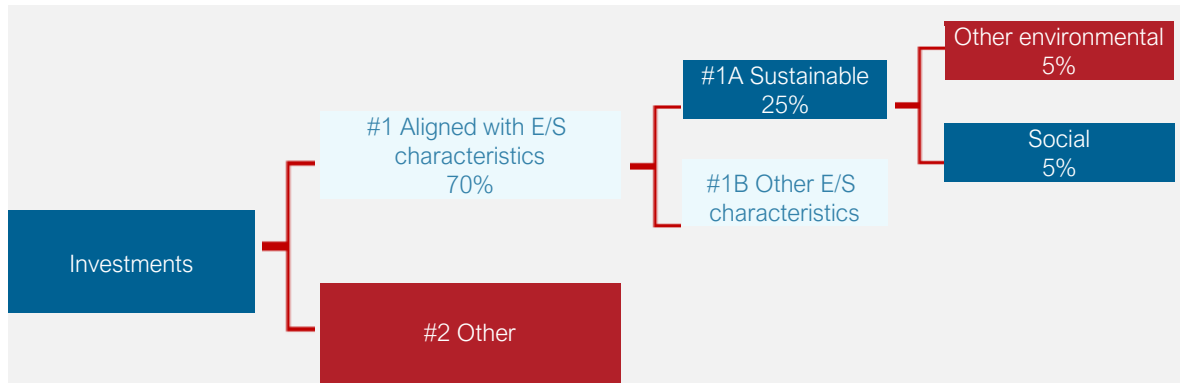 Investments
#1 Aligned with E/S
characteristics
70%
#2 Other
#1A Sustainable
25%
#1B Other E/S
characteristics
Other environmental
5%
Social
5%